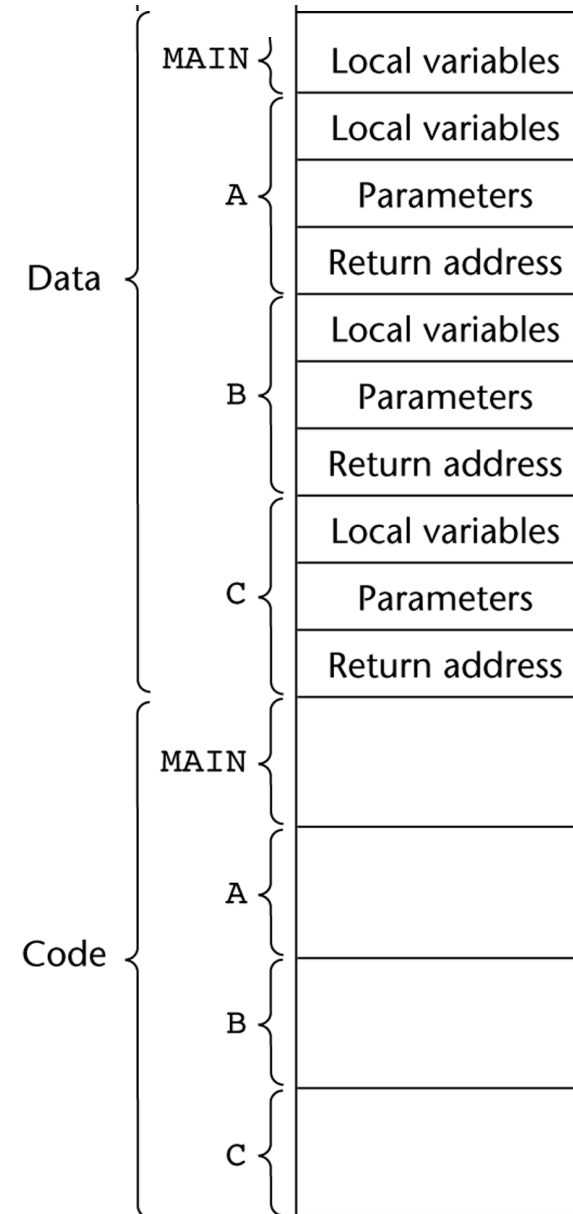 MAIN
Local variables
Local variables
A
Parameters
Return address
Data
Local variables
B
Parameters
Return address
Local variables
C
Parameters
Return address
MAIN
A
Code
B
C